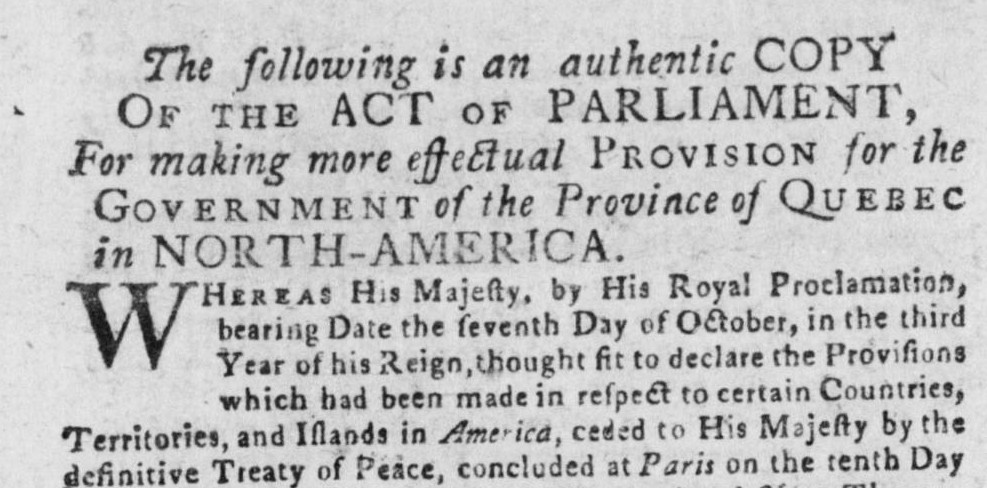 The following is an authentic COPY
OF THE ACT OF PARLIAMENT,
For making more effectual PROVISION for the
GOVERNMENT of the Province of QUEBEC
in NORTH-AMERICA.
WHEREAS His Majeſty, by His Royal Proclamation,
bearing Date the ſeventh Day of October, in the third
Year of his Reign, thought fit to declare the Proviſions
which had been made in reſpect to certain Countries,
Territories, and Iſlands in America, ceded to His Majeſty by the
definitive Treaty of Peace, concluded at Paris on the tenth Day